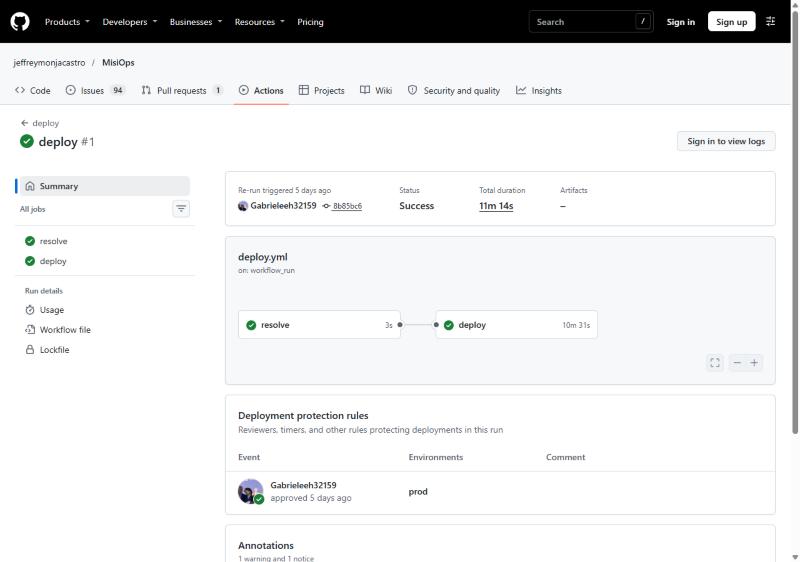 Products Developers Businesses Resources Pricing Search / Sign in Sign up
jeffreymonjacastro / MisiOps
Code Issues 94 Pull requests 1 Actions Projects Wiki Security and quality Insights
deploy
deploy #1
Sign in to view logs
Summary
All jobs
resolve
deploy
Run details
Usage
Workflow file
Lockfile
Re-run triggered 5 days ago Status Total duration Artifacts
Gabrieleeh32159 8b85bc6 Success 11m 14s –
deploy.yml
on: workflow_run
resolve 3s deploy 10m 31s
Deployment protection rules
Reviewers, timers, and other rules protecting deployments in this run
Event Environments Comment
Gabrieleeh32159
approved 5 days ago
prod
Annotations
1 warning and 1 notice